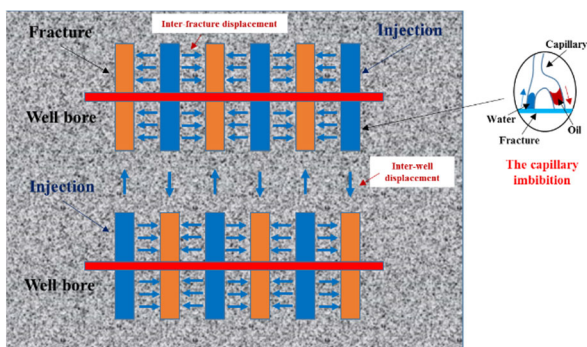 Inter-fracture displacement
Fracture
Injection
Well bore
Capillary
Water
Oil
Fracture
The capillary
imbibition
Inter-well
displacement
Injection
Well bore